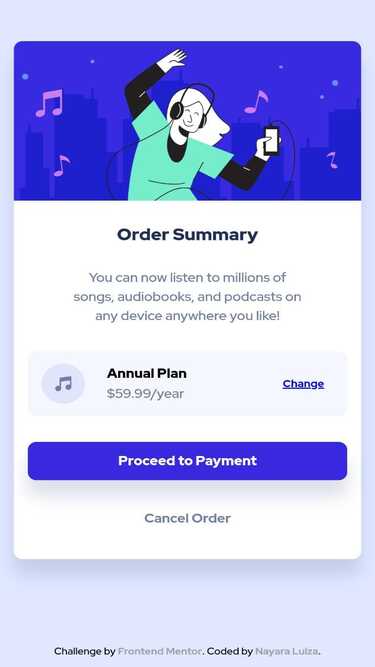 Order Summary
You can now listen to millions of
songs, audiobooks, and podcasts on
any device anywhere you like!
Annual Plan
$59.99/year
Change
Proceed to Payment
Cancel Order
Challenge by Frontend Mentor. Coded by Nayara Luiza.